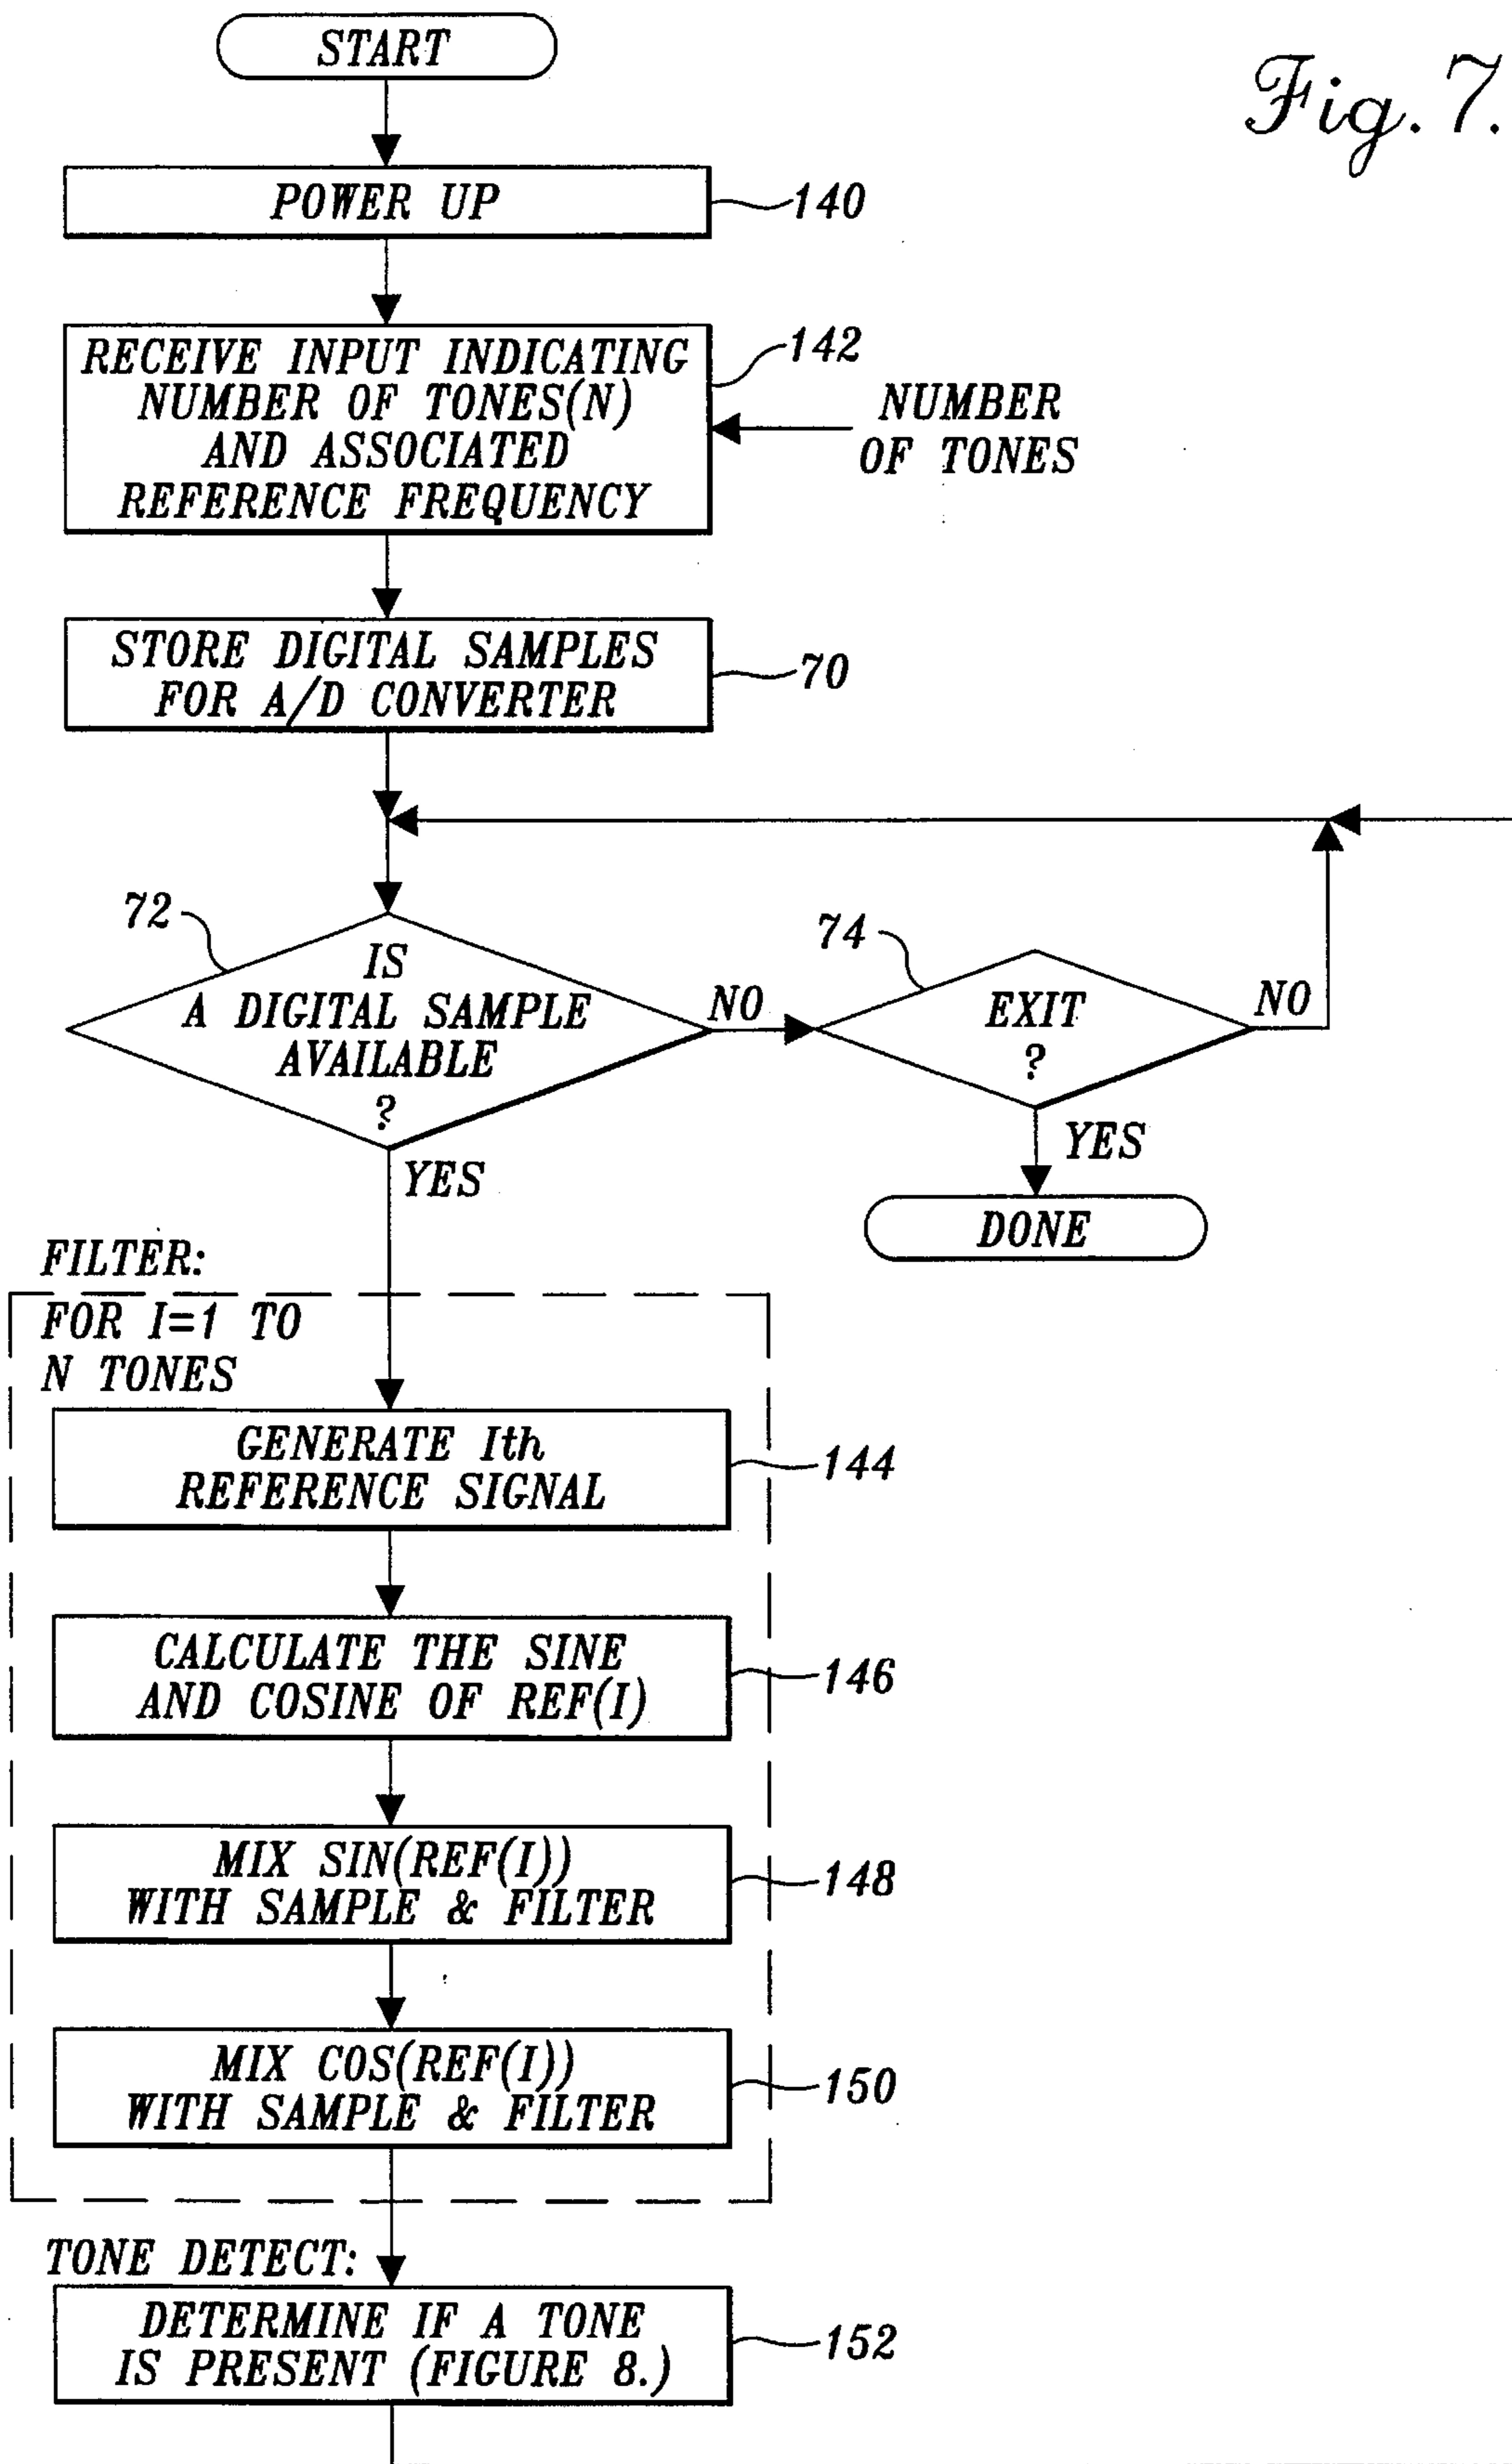 START
Fig. 7.
POWER UP
140
RECEIVE INPUT INDICATING
NUMBER OF TONES(N)
AND ASSOCIATED
REFERENCE FREQUENCY
142
NUMBER
OF TONES
STORE DIGITAL SAMPLES
FOR A/D CONVERTER
70
72
IS
A DIGITAL SAMPLE
AVAILABLE
?
NO
74
EXIT
?
NO
YES
YES
DONE
FILTER:
FOR I=1 TO
N TONES
GENERATE Ith
REFERENCE SIGNAL
144
CALCULATE THE SINE
AND COSINE OF REF(I)
146
MIX SIN(REF(I))
WITH SAMPLE & FILTER
148
MIX COS(REF(I))
WITH SAMPLE & FILTER
150
TONE DETECT:
DETERMINE IF A TONE
IS PRESENT (FIGURE 8.)
152